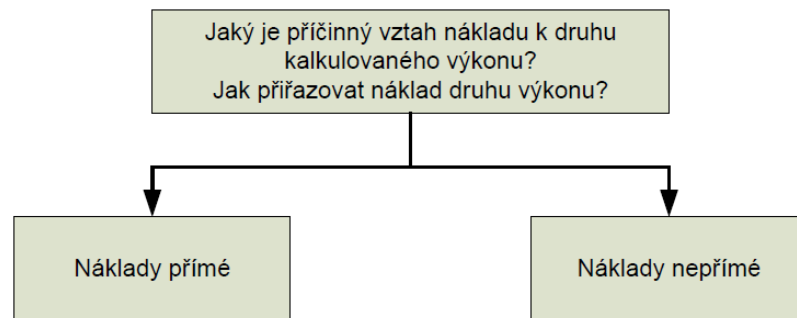 Jaký je příčinný vztah nákladu k druhu
kalkulovaného výkonu?
Jak přiřazovat náklad druhu výkonu?
Náklady přímé
Náklady nepřímé